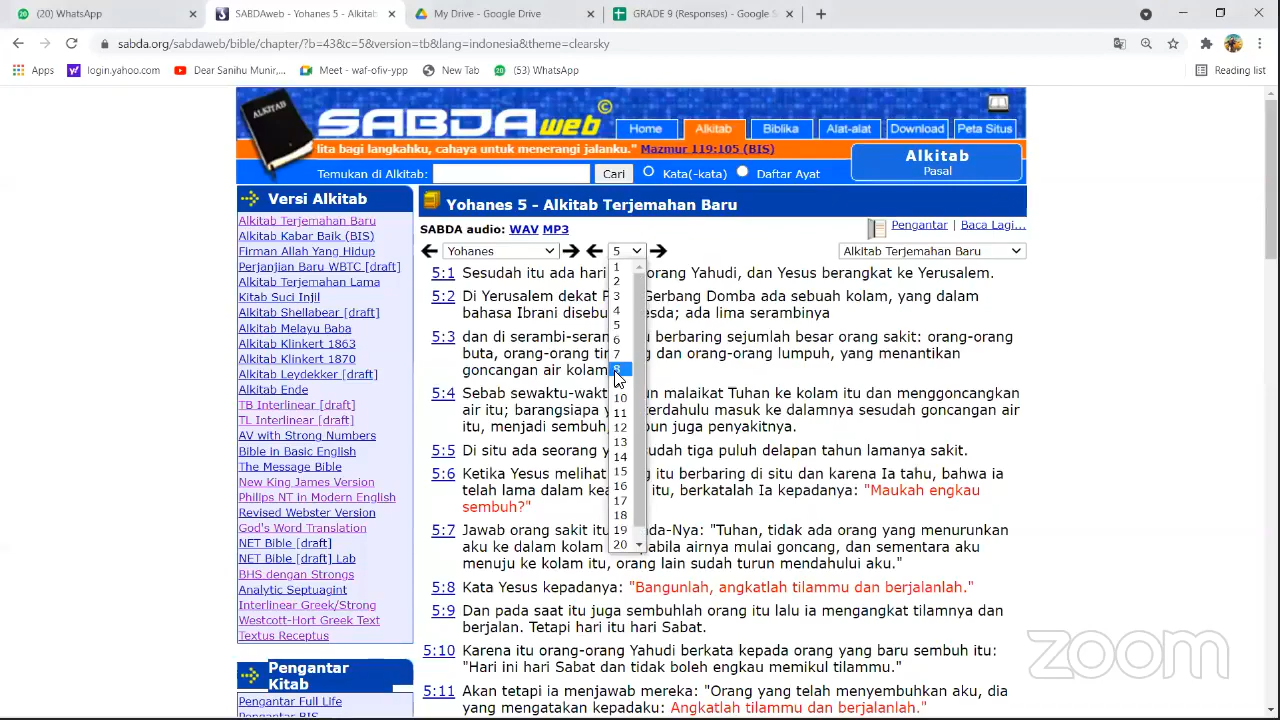 (20) WhatsApp
SABDAweb - Yohanes 5 - Alkitab
My Drive - Google Drive
GRADE 9 (Responses) - Google S
sabda.org/sabdaweb/bible/chapter/?b=43&c=5&version=tb&lang=indonesia&theme=clearsky
Apps
login.yahoo.com
Dear Sanihu Munir,...
Meet - waf-ofiv-ypp
New Tab
(53) WhatsApp
Reading list
ALKITAB
SABDAweb ©
Home
Alkitab
Biblika
Alat-alat
Download
Peta Situs
lita bagi langkahku, cahaya untuk menerangi jalanku." Mazmur 119:105 (BIS)
Temukan di Alkitab:
Cari
Kata(-kata)
Daftar Ayat
Alkitab
Pasal
Versi Alkitab
Alkitab Terjemahan Baru
Alkitab Kabar Baik (BIS)
Firman Allah Yang Hidup
Perjanjian Baru WBTC [draft]
Alkitab Terjemahan Lama
Kitab Suci Injil
Alkitab Shellabear [draft]
Alkitab Melayu Baba
Alkitab Klinkert 1863
Alkitab Klinkert 1870
Alkitab Leydekker [draft]
Alkitab Ende
TB Interlinear [draft]
TL Interlinear [draft]
AV with Strong Numbers
Bible in Basic English
The Message Bible
New King James Version
Philips NT in Modern English
Revised Webster Version
God's Word Translation
NET Bible [draft]
NET Bible [draft] Lab
BHS dengan Strongs
Analytic Septuagint
Interlinear Greek/Strong
Westcott-Hort Greek Text
Textus Receptus
Pengantar
Kitab
Pengantar Full Life
Pengantar BIS
Yohanes 5 - Alkitab Terjemahan Baru
SABDA audio: WAV MP3
Pengantar | Baca Lagi...
Yohanes
5
Alkitab Terjemahan Baru
1
2
3
4
5
6
7
8
10
11
12
13
14
15
16
17
18
19
20
5:1 Sesudah itu ada hari orang Yahudi, dan Yesus berangkat ke Yerusalem.
5:2 Di Yerusalem dekat P Gerbang Domba ada sebuah kolam, yang dalam
bahasa Ibrani disebu esda; ada lima serambinya
5:3 dan di serambi-seram berbaring sejumlah besar orang sakit: orang-orang
buta, orang-orang tim dan orang-orang lumpuh, yang menantikan
goncangan air kolam
5:4 Sebab sewaktu-wakt malaikat Tuhan ke kolam itu dan menggoncangkan
air itu; barangsiapa terdahulu masuk ke dalamnya sesudah goncangan air
itu, menjadi sembuh pun juga penyakitnya.
5:5 Di situ ada seorang udah tiga puluh delapan tahun lamanya sakit.
5:6 Ketika Yesus melihat g itu berbaring di situ dan karena Ia tahu, bahwa ia
telah lama dalam kea itu, berkatalah Ia kepadanya: "Maukah engkau
sembuh?"
5:7 Jawab orang sakit itu ada-Nya: "Tuhan, tidak ada orang yang menurunkan
aku ke dalam kolam abila airnya mulai goncang, dan sementara aku
menuju ke kolam itu, orang lain sudah turun mendahului aku."
5:8 Kata Yesus kepadanya: "Bangunlah, angkatlah tilammu dan berjalanlah."
5:9 Dan pada saat itu juga sembuhlah orang itu lalu ia mengangkat tilamnya dan
berjalan. Tetapi hari itu hari Sabat.
5:10 Karena itu orang-orang Yahudi berkata kepada orang yang baru sembuh itu:
"Hari ini hari Sabat dan tidak boleh engkau memikul tilammu."
5:11 Akan tetapi ia menjawab mereka: "Orang yang telah menyembuhkan aku, dia
yang mengatakan kepadaku: Angkatlah tilammu dan berjalanlah."
zoom